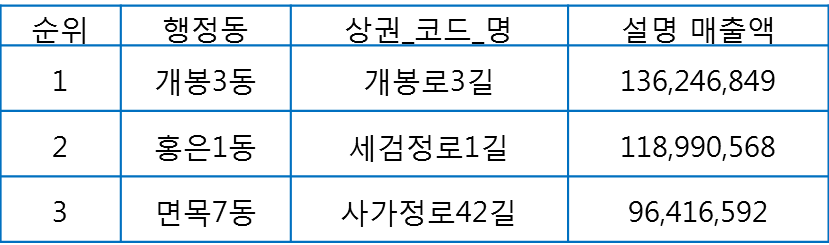 순위 행정동 상권_코드_명 설명 매출액
1 개봉3동 개봉로3길 136,246,849
2 홍은1동 세검정로1길 118,990,568
3 면목7동 사가정로42길 96,416,592